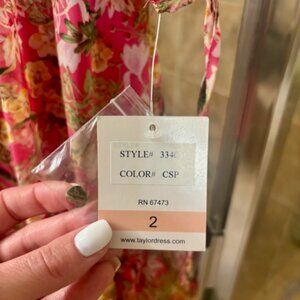 STYLE# 334
COLOR# CSP
RN 67473
2
www.taylordress.com